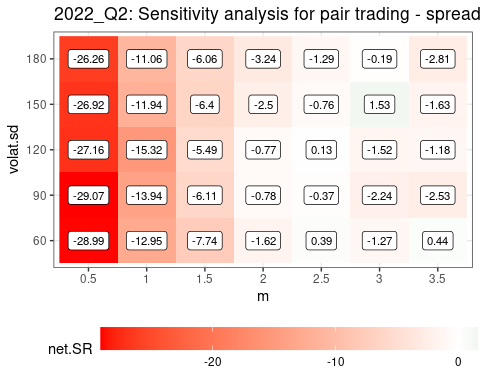 2022_Q2: Sensitivity analysis for pair trading - spread
volat.sd
180 -26.26 -11.06 -6.06 -3.24 -1.29 -0.19 -2.81
150 -26.92 -11.94 -6.4 -2.5 -0.76 1.53 -1.63
120 -27.16 -15.32 -5.49 -0.77 0.13 -1.52 -1.18
90 -29.07 -13.94 -6.11 -0.78 -0.37 -2.24 -2.53
60 -28.99 -12.95 -7.74 -1.62 0.39 -1.27 0.44
0.5 1 1.5 2 2.5 3 3.5
m
net.SR
-20 -10 0